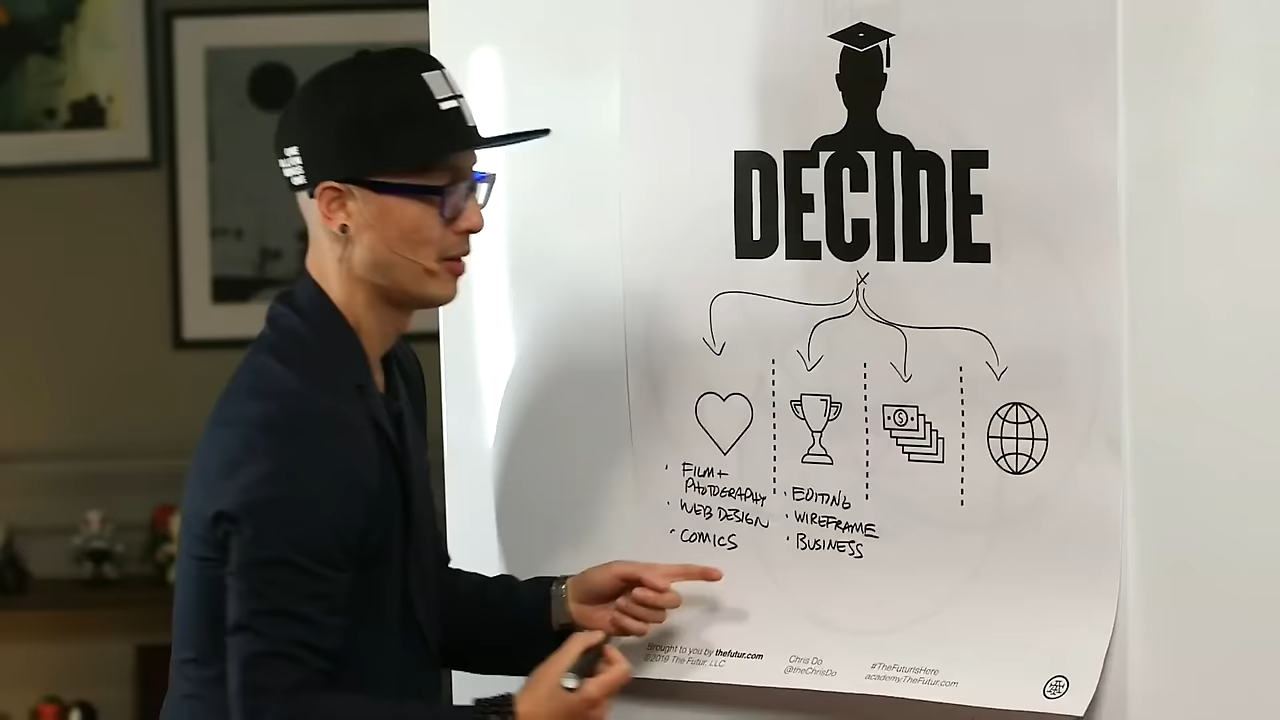 DECIDE
FILM+
PHOTOGRAPHY
WEB DESIGN
COMICS
EDITING
WIREFRAME
BUSINESS
Brought to you by thefutur.com
©2019 The Futur, LLC
Chris Do
@theChrisDo
#TheFuturIsHere
academy.TheFutur.com